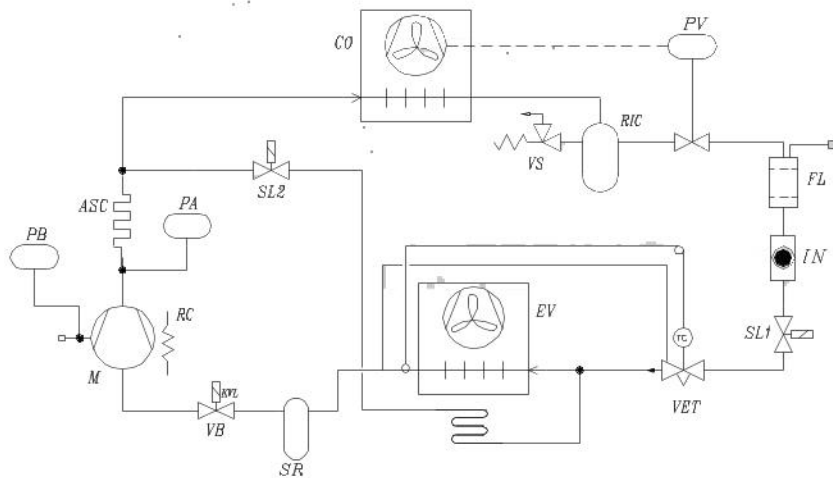 CO
PV
RIC
VS
FL
SL2
ASC
PA
PB
IN
RC
EV
SL1
TC
M
KVL
VET
VB
SR